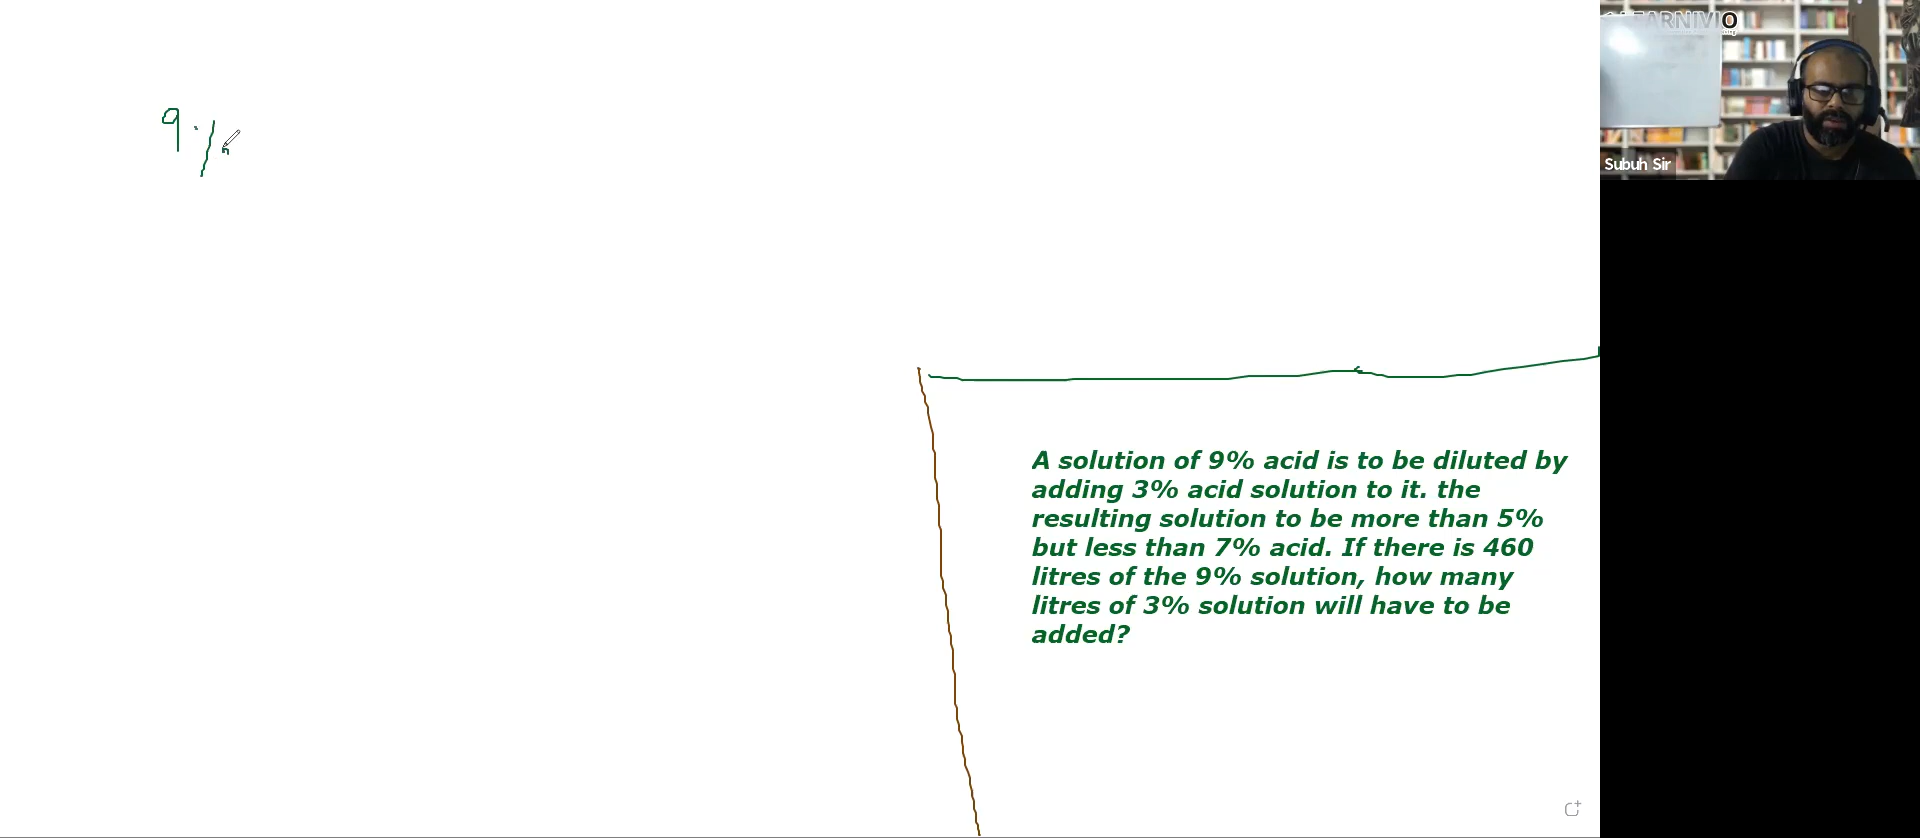 9 %
A solution of 9% acid is to be diluted by
adding 3% acid solution to it. the
resulting solution to be more than 5%
but less than 7% acid. If there is 460
litres of the 9% solution, how many
litres of 3% solution will have to be
added?
Subuh Sir